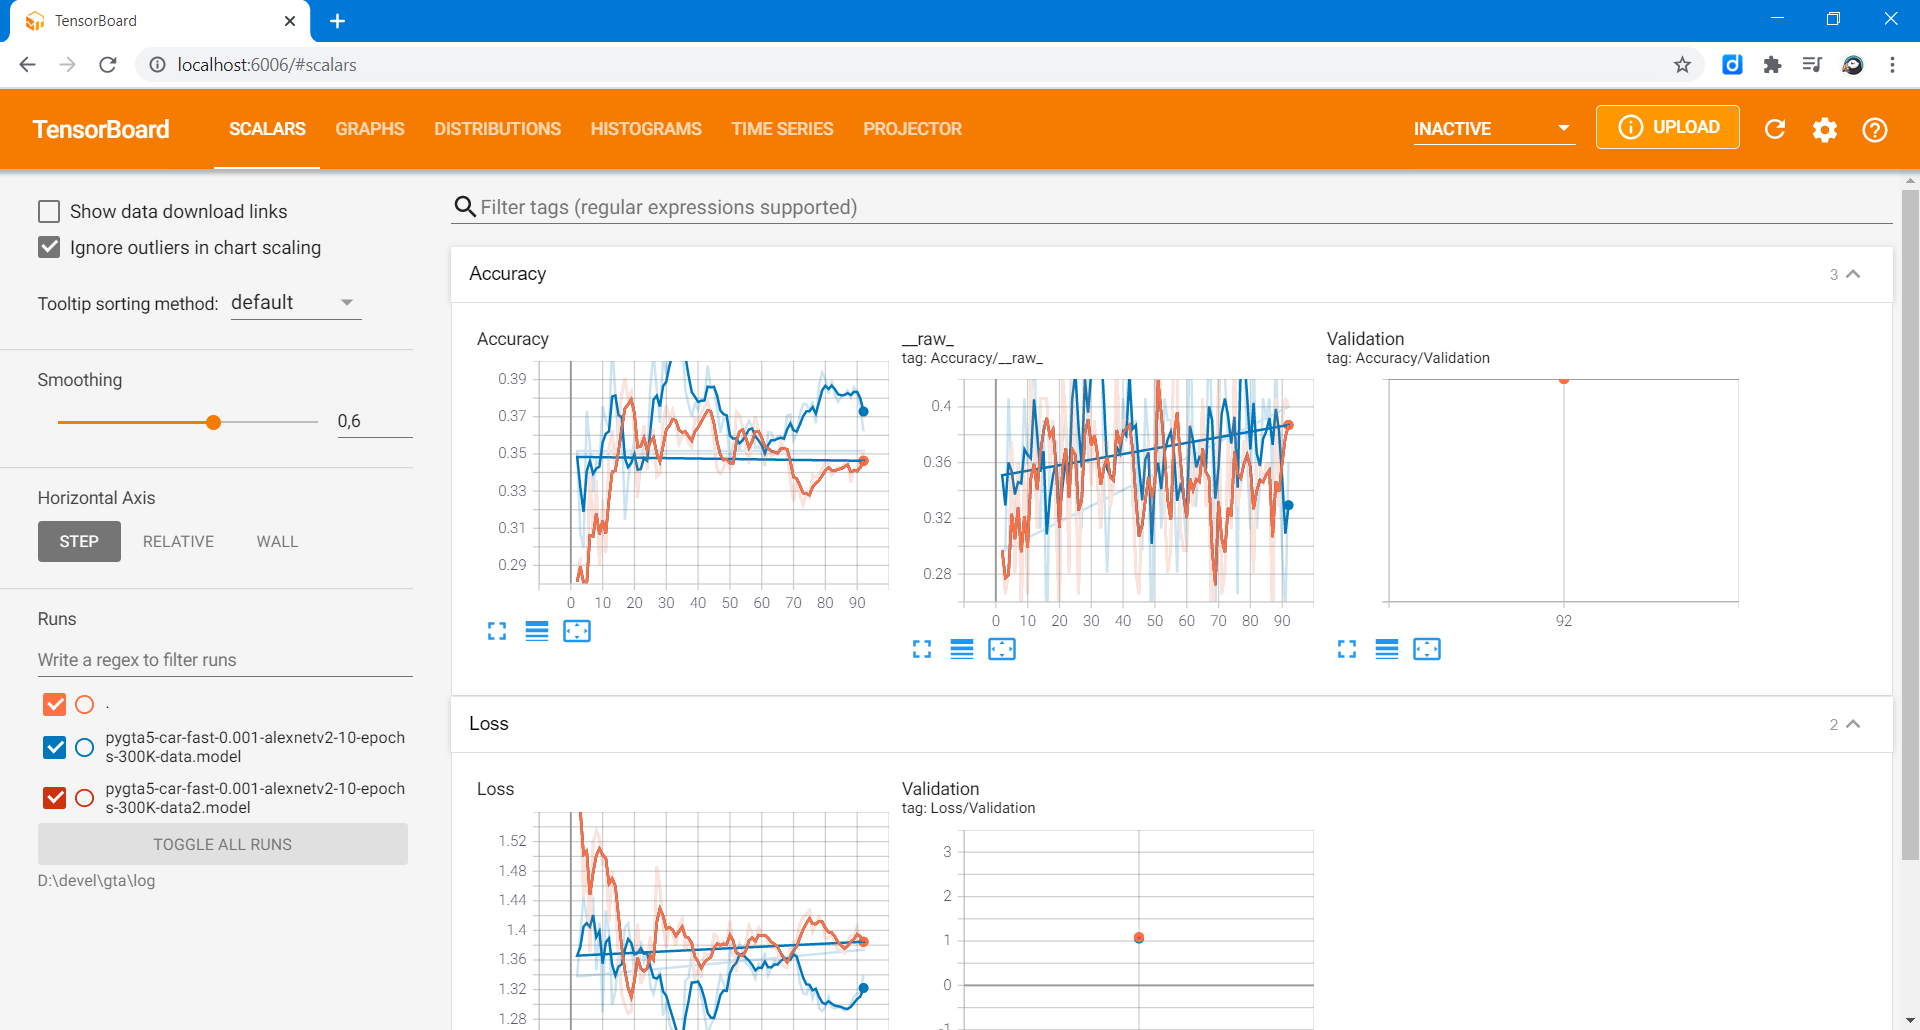 TensorBoard
localhost:6006/#scalars
TensorBoard SCALARS GRAPHS DISTRIBUTIONS HISTOGRAMS TIME SERIES PROJECTOR INACTIVE UPLOAD
Show data download links
Ignore outliers in chart scaling
Tooltip sorting method: default
Smoothing
0,6
Horizontal Axis
STEP RELATIVE WALL
Runs
Write a regex to filter runs
.
pygta5-car-fast-0.001-alexnetv2-10-epoch
s-300K-data.model
pygta5-car-fast-0.001-alexnetv2-10-epoch
s-300K-data2.model
TOGGLE ALL RUNS
D:\devel\gta\log
Filter tags (regular expressions supported)
Accuracy 3
Accuracy
0.39
0.37
0.35
0.33
0.31
0.29
0 10 20 30 40 50 60 70 80 90
__raw_
tag: Accuracy/__raw_
0.4
0.36
0.32
0.28
0 10 20 30 40 50 60 70 80 90
Validation
tag: Accuracy/Validation
92
Loss 2
Loss
1.52
1.48
1.44
1.4
1.36
1.32
1.28
Validation
tag: Loss/Validation
3
2
1
0
-1